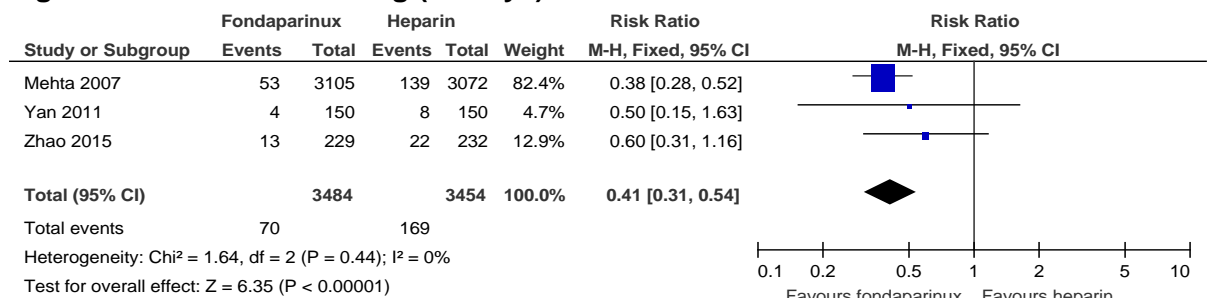 Fondaparinux Heparin Risk Ratio Risk Ratio
Study or Subgroup Events Total Events Total Weight M-H, Fixed, 95% CI M-H, Fixed, 95% CI
Mehta 2007 53 3105 139 3072 82.4% 0.38 [0.28, 0.52]
Yan 2011 4 150 8 150 4.7% 0.50 [0.15, 1.63]
Zhao 2015 13 229 22 232 12.9% 0.60 [0.31, 1.16]
Total (95% CI) 3484 3454 100.0% 0.41 [0.31, 0.54]
Total events 70 169
Heterogeneity: Chi² = 1.64, df = 2 (P = 0.44); I² = 0%
Test for overall effect: Z = 6.35 (P < 0.00001)
0.1 0.2 0.5 1 2 5 10
Favours fondaparinux Favours heparin